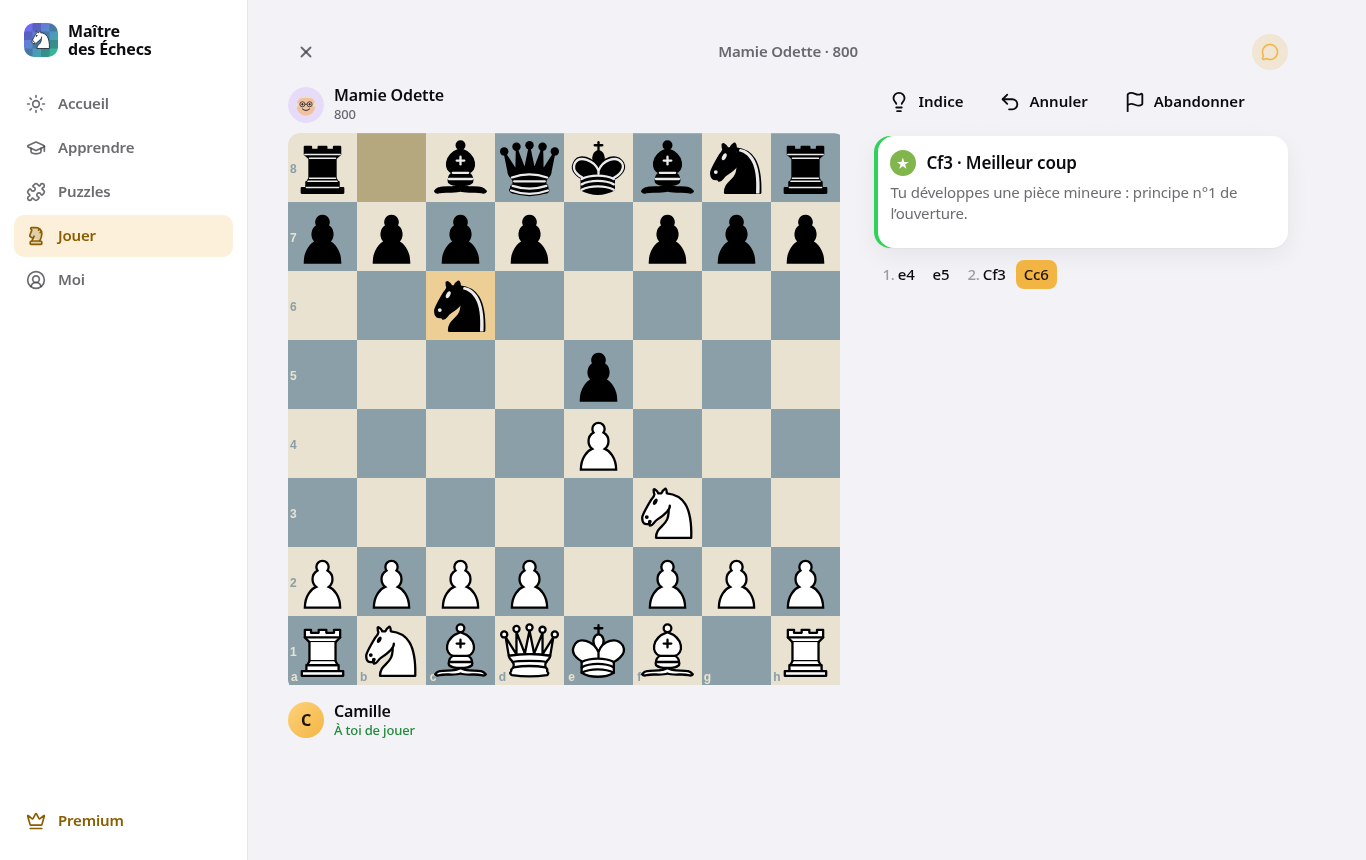 Maître
des Échecs
Accueil
Apprendre
Puzzles
Jouer
Moi
Premium
Mamie Odette · 800
Mamie Odette
800
Indice
Annuler
Abandonner
Cf3 · Meilleur coup
Tu développes une pièce mineure : principe n°1 de
l'ouverture.
1. e4 e5 2. Cf3 Cc6
8
7
6
5
4
3
2
1
a b c d e f g h
C
Camille
À toi de jouer